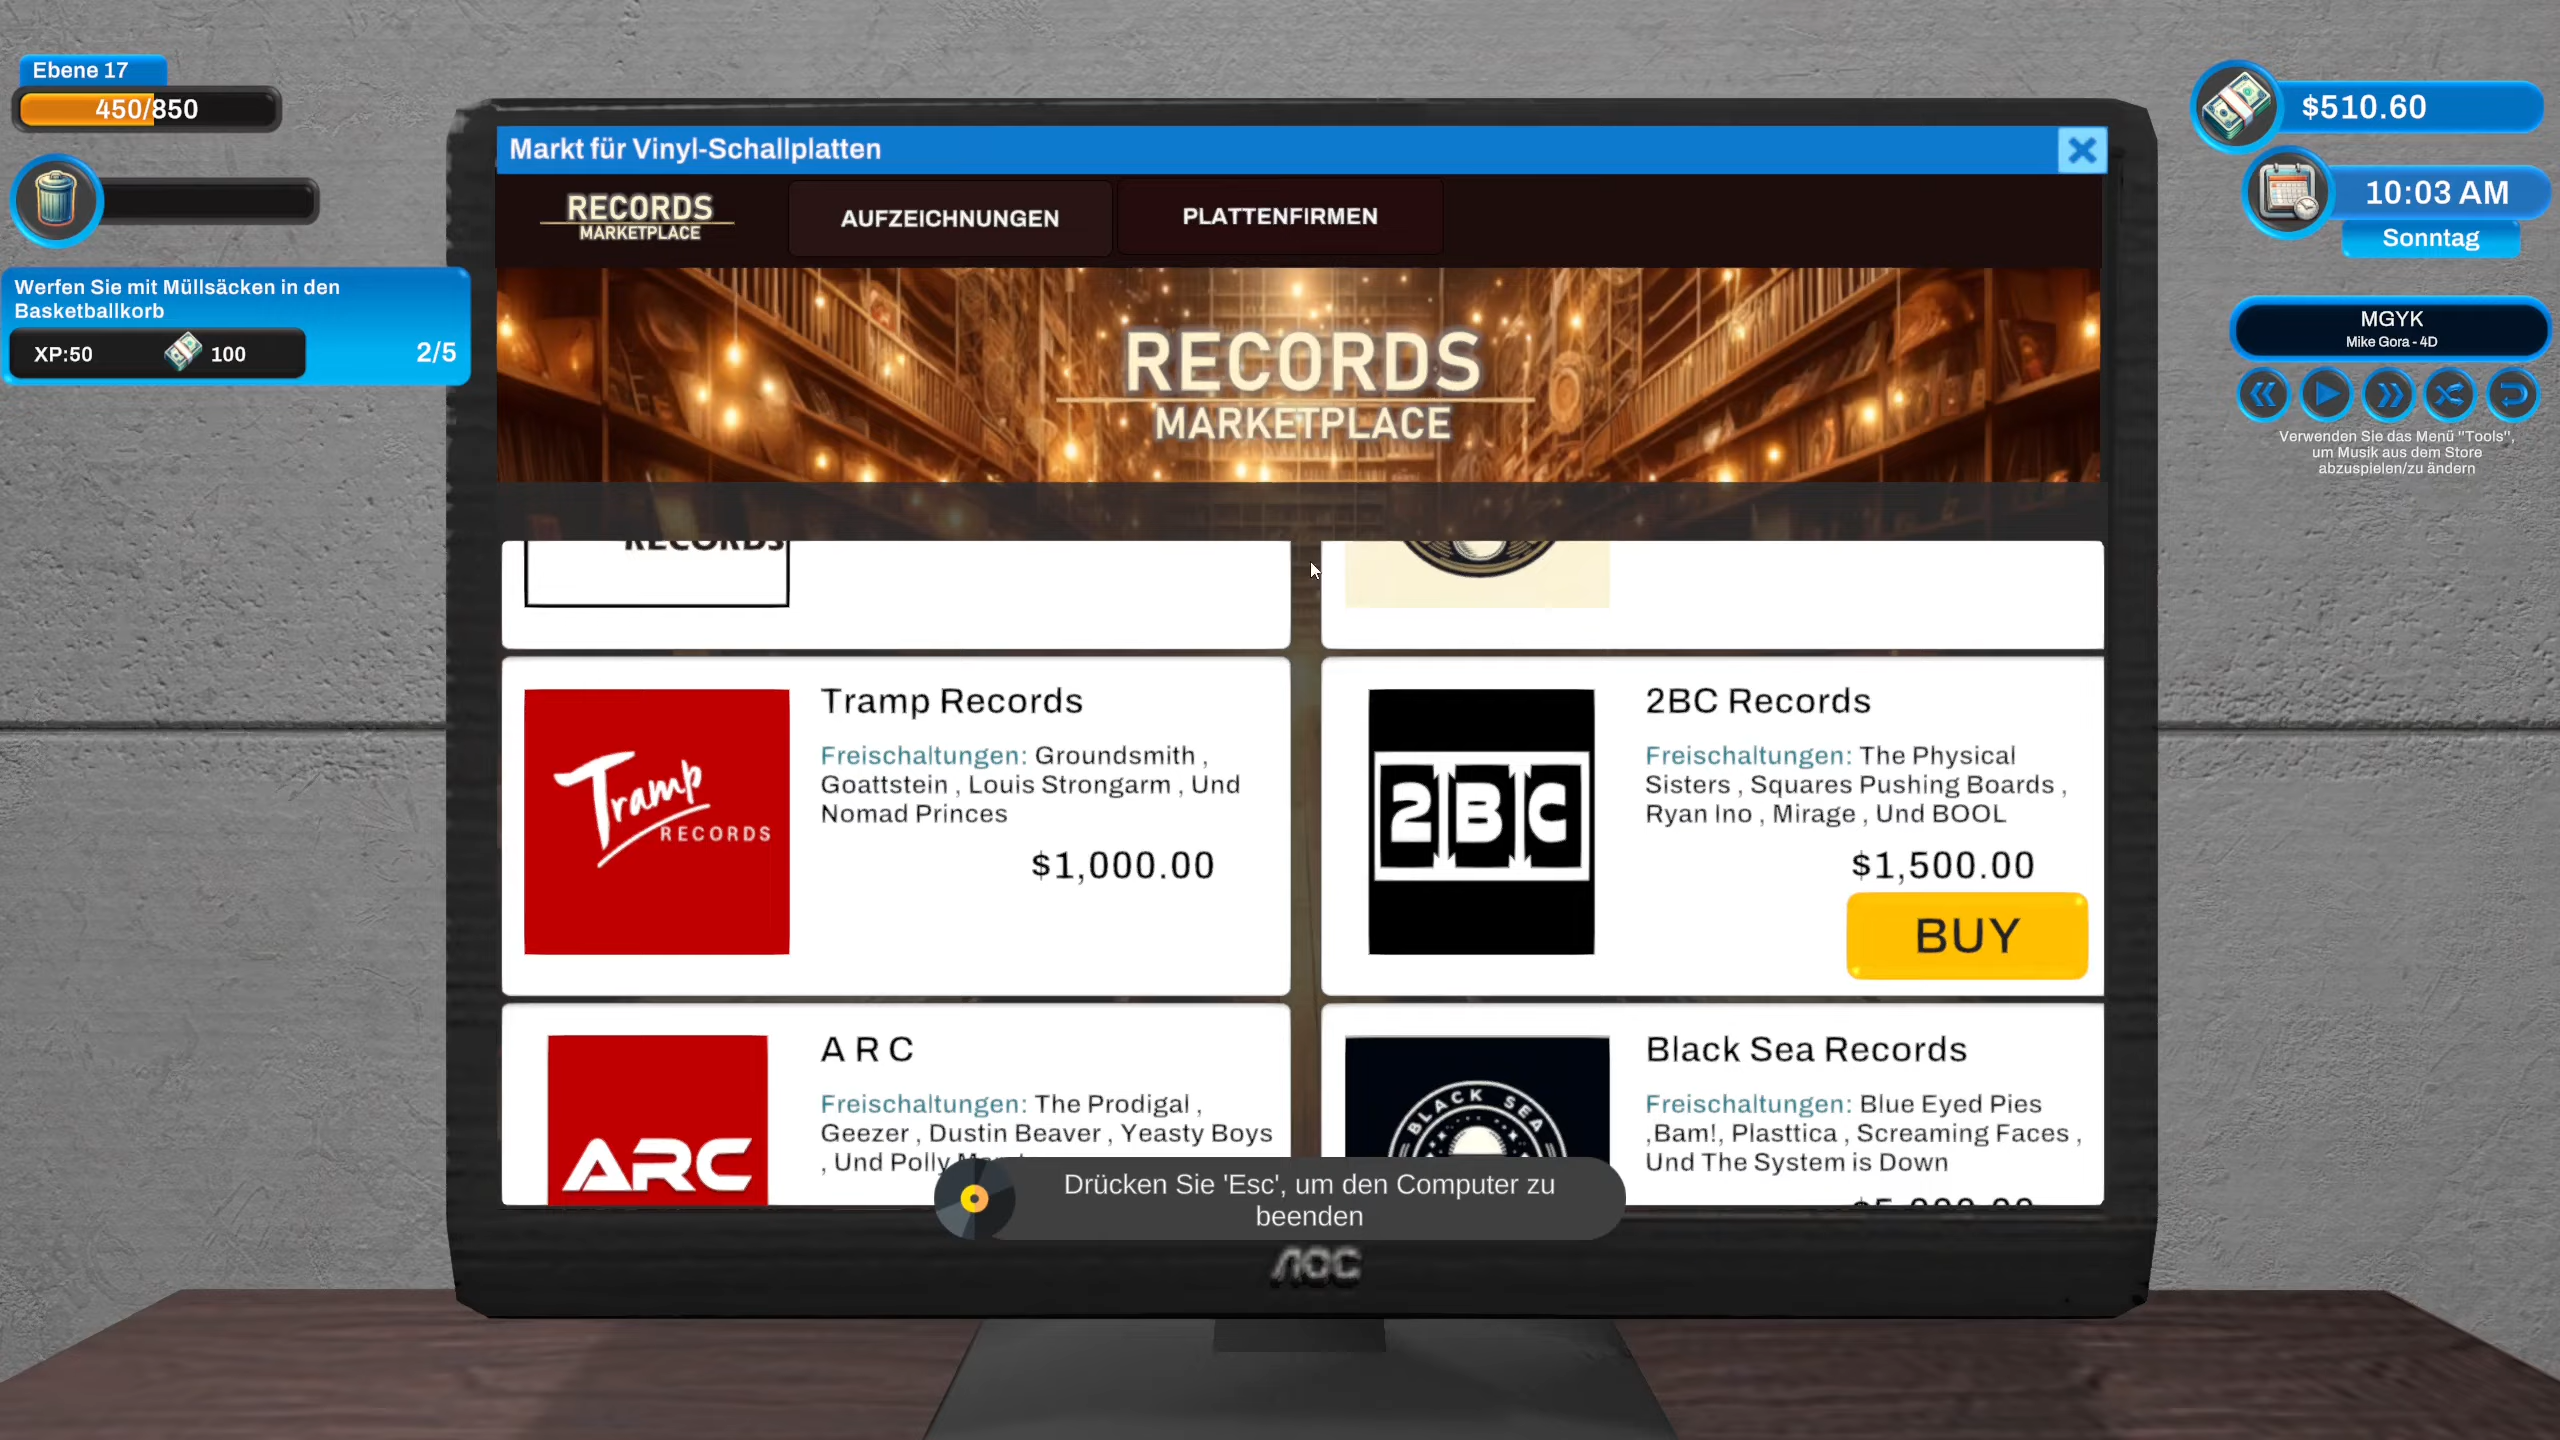 Ebene 17
450/850
Werfen Sie mit Müllsäcken in den
Basketballkorb
XP:50
100
2/5
$510.60
10:03 AM
Sonntag
MGYK
Mike Gora - 4D
Verwenden Sie das Menü "Tools",
um Musik aus dem Store
abzuspielen/zu ändern
Markt für Vinyl-Schallplatten
RECORDS
MARKETPLACE
AUFZEICHNUNGEN
PLATTENFIRMEN
RECORDS
MARKETPLACE
RECORDS
Tramp
RECORDS
Tramp Records
Freischaltungen: Groundsmith ,
Goattstein , Louis Strongarm , Und
Nomad Princes
$1,000.00
2BC
2BC Records
Freischaltungen: The Physical
Sisters , Squares Pushing Boards ,
Ryan Ino , Mirage , Und BOOL
$1,500.00
BUY
ARC
A R C
Freischaltungen: The Prodigal ,
Geezer , Dustin Beaver , Yeasty Boys
, Und Polly
BLACK SEA
Black Sea Records
Freischaltungen: Blue Eyed Pies
,Bam!, Plasttica , Screaming Faces ,
Und The System is Down
Drücken Sie 'Esc', um den Computer zu
beenden
AOC